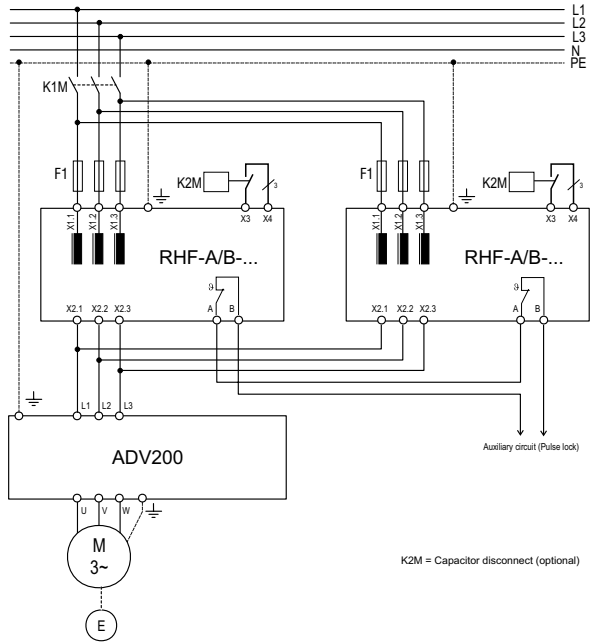 L1
L2
L3
N
PE
K1M
F1
K2M
3
F1
K2M
3
X1.1
X1.2
X1.3
X3
X4
X1.1
X1.2
X1.3
X3
X4
RHF-A/B-...
RHF-A/B-...
ϑ
ϑ
X2.1
X2.2
X2.3
A
B
X2.1
X2.2
X2.3
A
B
L1
L2
L3
Auxiliary circuit (Pulse lock)
ADV200
U
V
W
M
3~
K2M = Capacitor disconnect (optional)
E